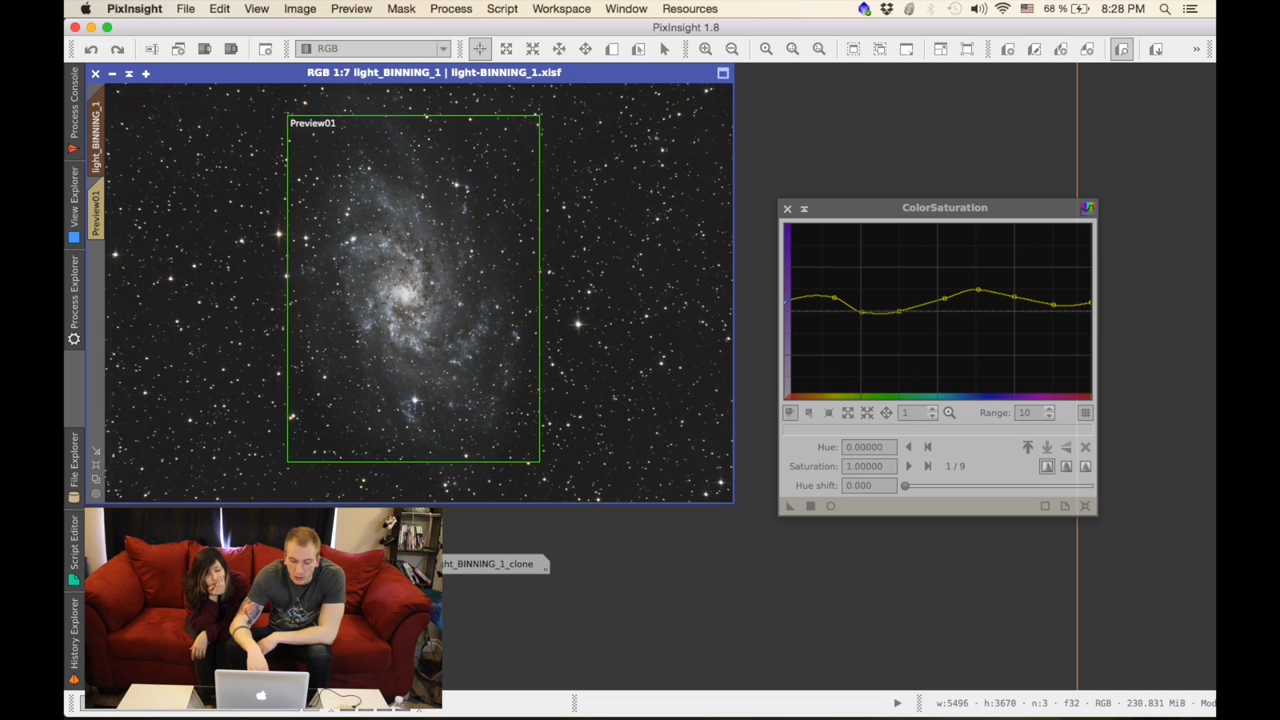 PixInsight File Edit View Image Preview Mask Process Script Workspace Window Resources 68 % 8:28 PM
PixInsight 1.8
RGB
RGB 1:7 light_BINNING_1 | light-BINNING_1.xisf
light_BINNING_1
Preview01
Preview01
Process Console
View Explorer
Process Explorer
File Explorer
Script Editor
History Explorer
ColorSaturation
1 Range: 10
Hue: 0.00000
Saturation: 1.00000 1 / 9
Hue shift: 0.000
ght_BINNING_1_clone
w:5496 · h:3670 · n:3 · f32 · RGB · 230.831 MiB · Mod